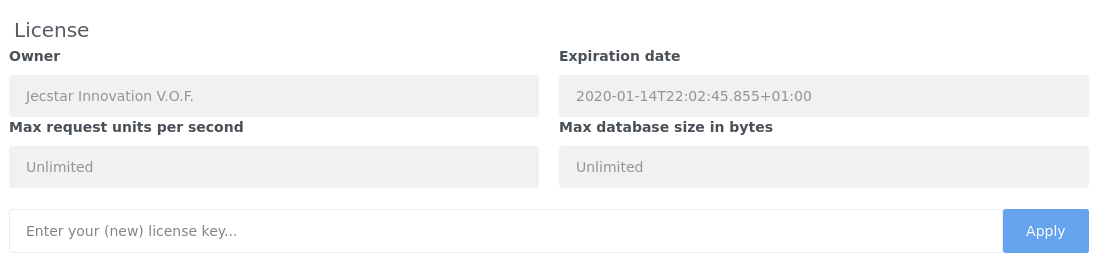 License
Owner
Expiration date
Jecstar Innovation V.O.F.
2020-01-14T22:02:45.855+01:00
Max request units per second
Max database size in bytes
Unlimited
Unlimited
Enter your (new) license key...
Apply